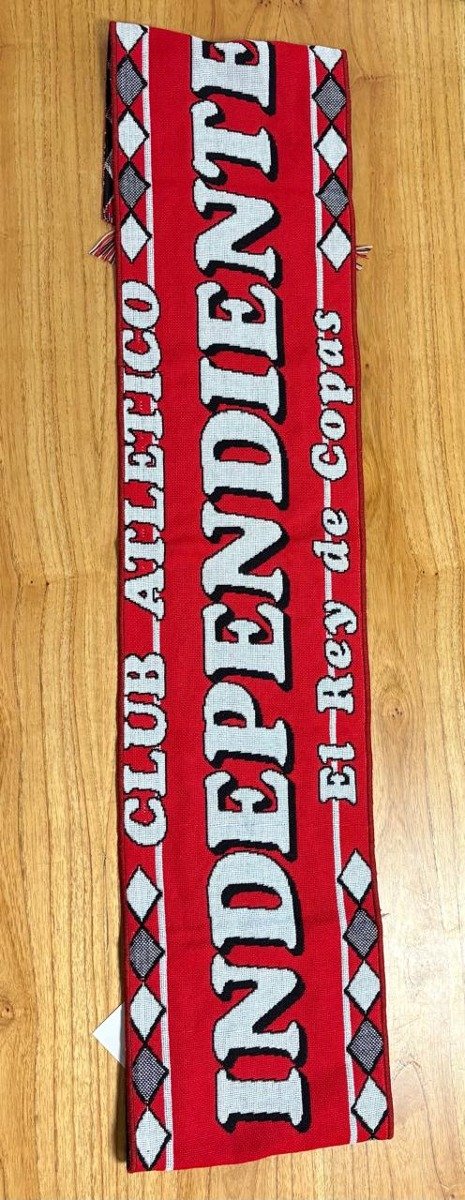 CLUB ATLETICO
INDEPENDIENTE
El Rey de Copas